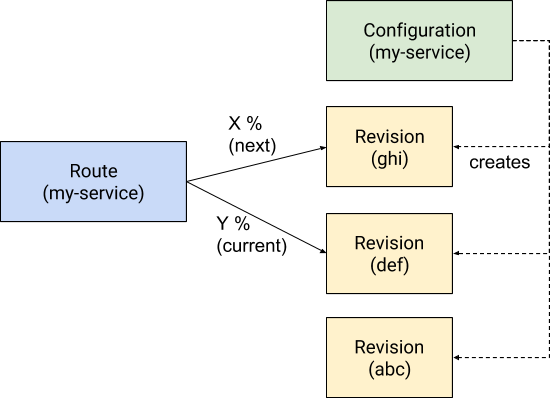 Configuration
(my-service)
X %
(next)
Revision
(ghi)
creates
Route
(my-service)
Y %
(current)
Revision
(def)
Revision
(abc)